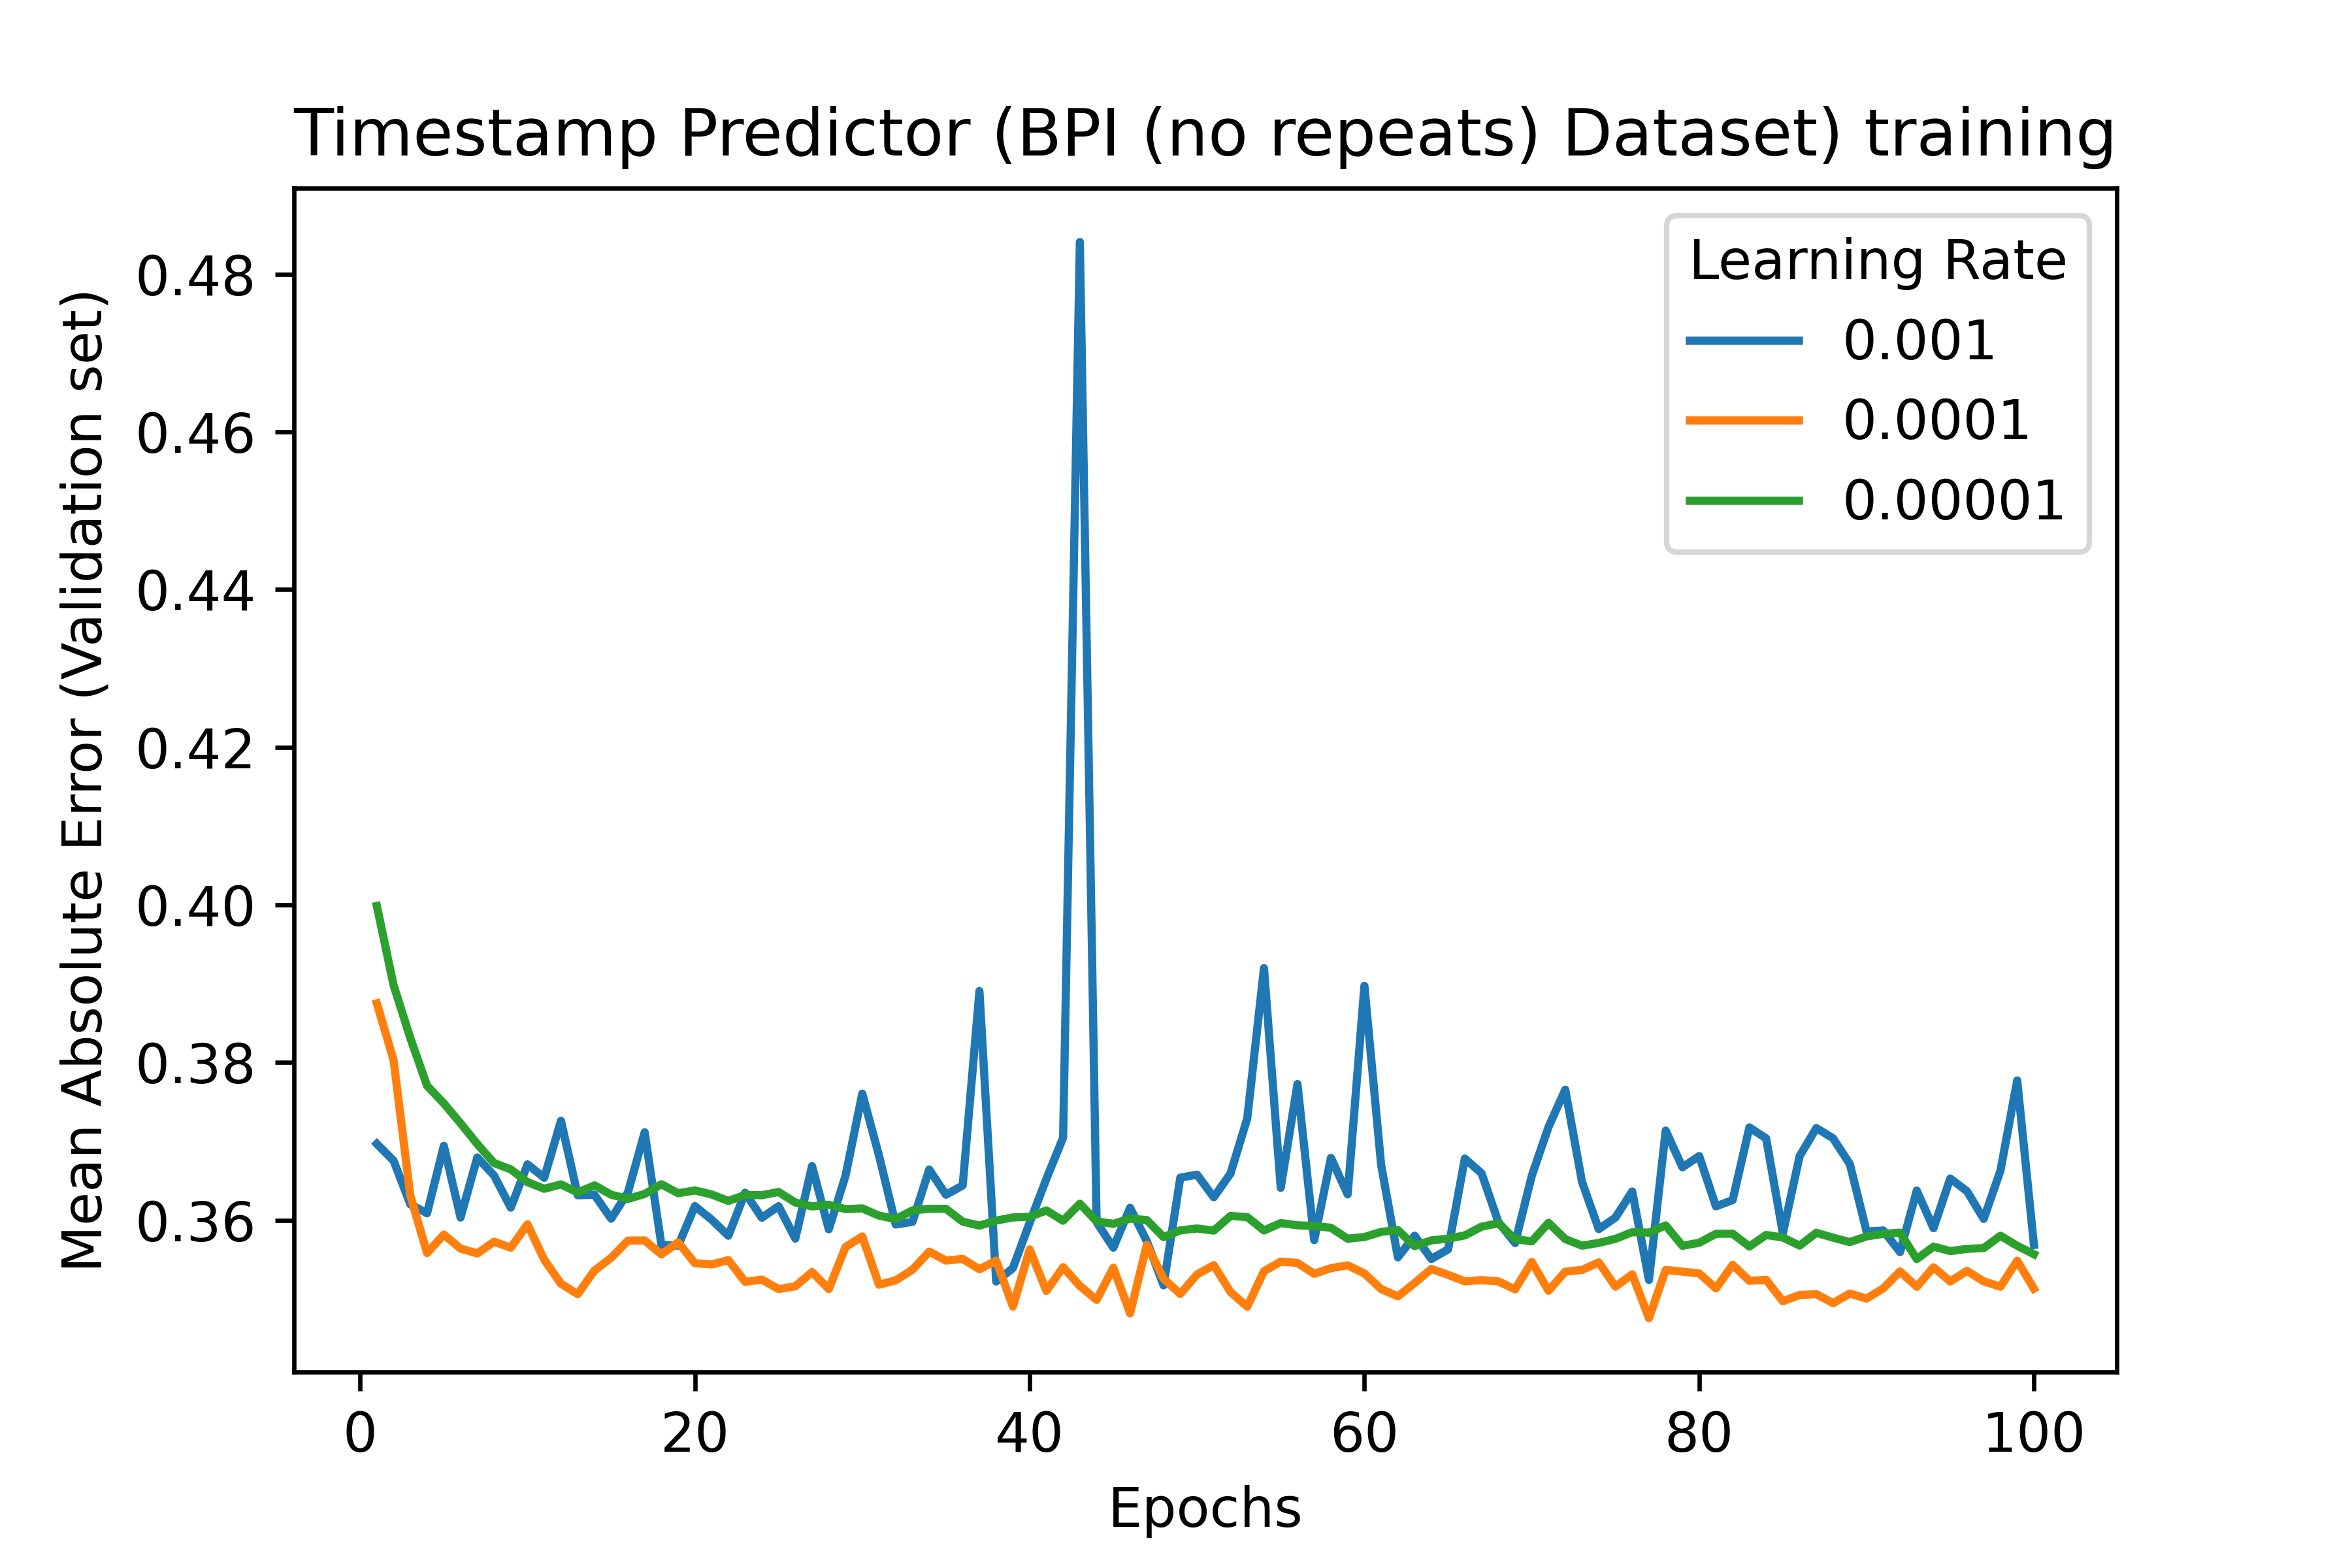 Timestamp Predictor (BPI (no repeats) Dataset) training
Mean Absolute Error (Validation set)
0.48
0.46
0.44
0.42
0.40
0.38
0.36
Learning Rate
0.001
0.0001
0.00001
0 20 40 60 80 100
Epochs